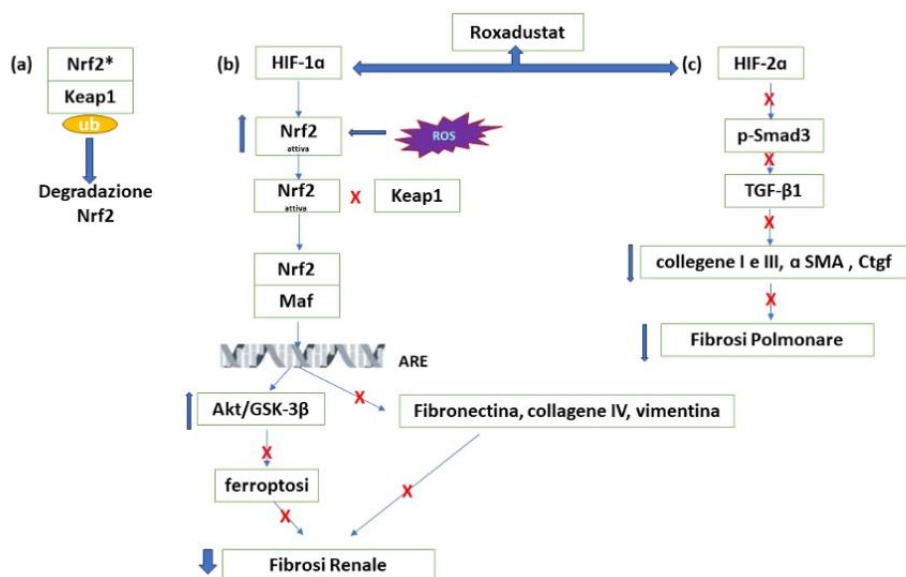 Roxadustat
(a)
Nrf2*
Keap1
ub
Degradazione
Nrf2
(b)
HIF-1α
Nrf2
attiva
ROS
Nrf2
attiva
X
Keap1
Nrf2
Maf
ARE
Akt/GSK-3β
X
Fibronectina, collagene IV, vimentina
X
ferroptosi
X
X
Fibrosi Renale
(c)
HIF-2α
X
p-Smad3
X
TGF-β1
X
collegene I e III, α SMA , Ctgf
X
Fibrosi Polmonare